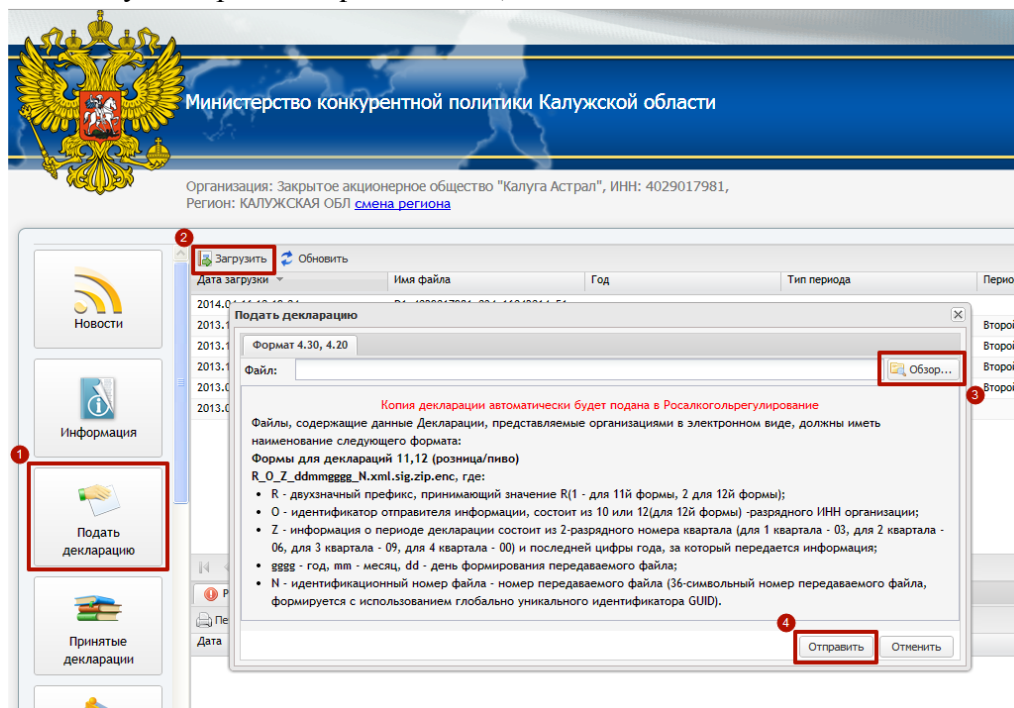 Министерство конкурентной политики Калужской области
Организация: Закрытое акционерное общество "Калуга Астрал", ИНН: 4029017981,
Регион: КАЛУЖСКАЯ ОБЛ смена региона
2
Загрузить Обновить
Дата загрузки Имя файла Год Тип периода
Новости
Подать декларацию
Второй
Формат 4.30, 4.20
Второй
Файл: Обзор...
Второй
3
Второй
Копия декларации автоматически будет подана в Росалкогольрегулирование
Файлы, содержащие данные Декларации, представляемые организациями в электронном виде, должны иметь
наименование следующего формата:
Информация
Формы для деклараций 11,12 (розница/пиво)
1
R_O_Z_ddmmgggg_N.xml.sig.zip.enc, где:
• R - двухзначный префикс, принимающий значение R(1 - для 11й формы, 2 для 12й формы);
• O - идентификатор отправителя информации, состоит из 10 или 12(для 12й формы) -разрядного ИНН организации;
• Z - информация о периоде декларации состоит из 2-разрядного номера квартала (для 1 квартала - 03, для 2 квартала -
06, для 3 квартала - 09, для 4 квартала - 00) и последней цифры года, за который передается информация;
• gggg - год, mm - месяц, dd - день формирования передаваемого файла;
• N - идентификационный номер файла - номер передаваемого файла (36-символьный номер передаваемого файла,
формируется с использованием глобально уникального идентификатора GUID).
Подать
декларацию
4
Отправить Отменить
Дата
Принятые
декларации